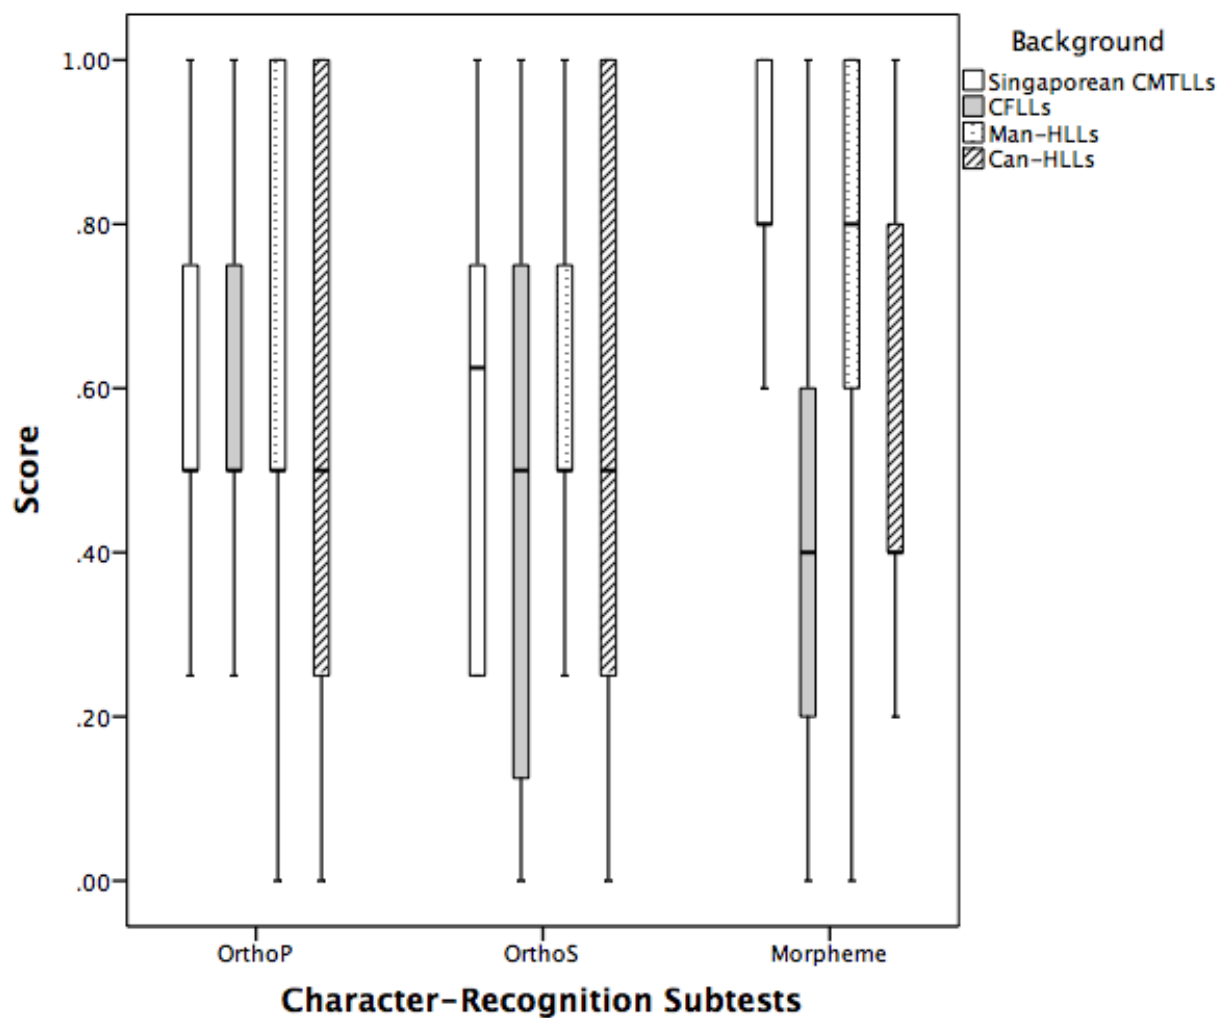 Background
Singaporean CMTLLs
CFLLs
Man-HLLs
Can-HLLs
1.00
.80
.60
.40
.20
.00
Score
OrthoP OrthoS Morpheme
Character-Recognition Subtests